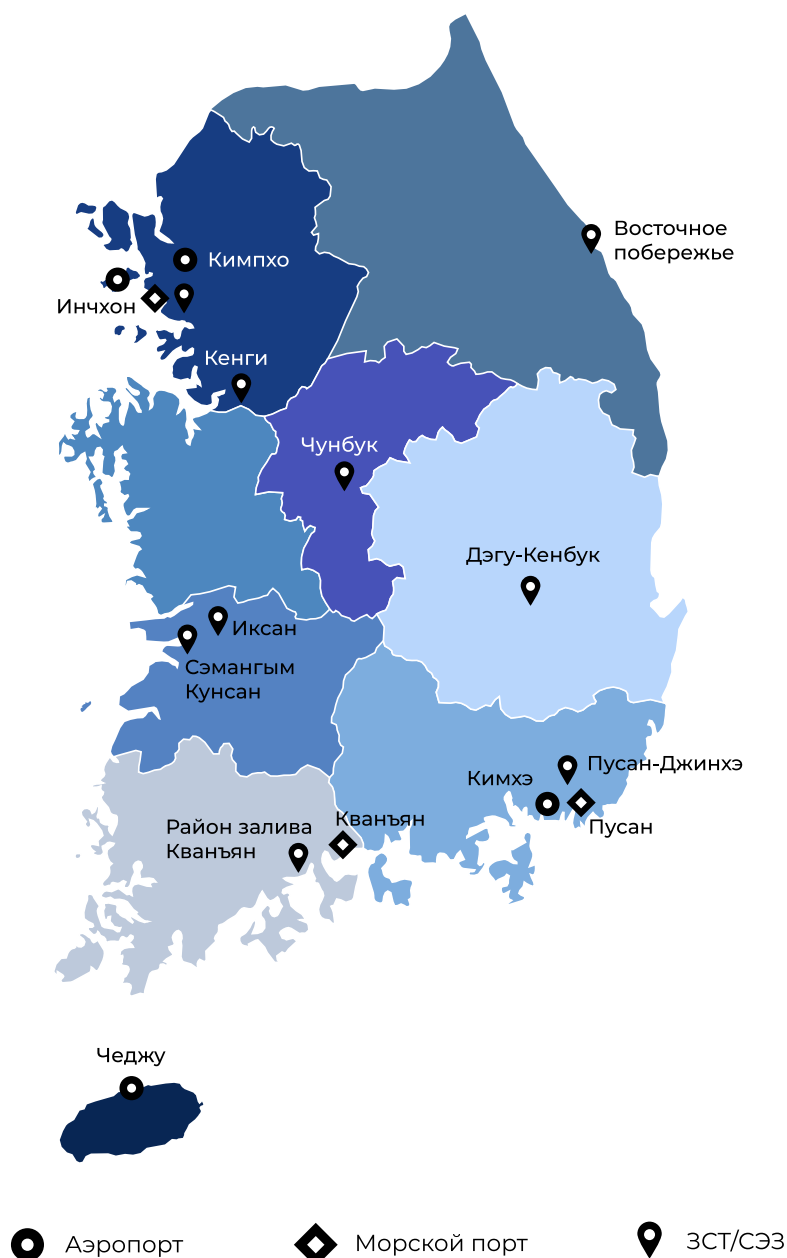 Восточное
побережье
Кимпхо
Инчхон
Кенги
Чунбук
Дэгу-Кенбук
Иксан
Сэмангым
Кунсан
Пусан-Джинхэ
Кимхэ
Кванъян
Пусан
Район залива
Кванъян
Чеджу
Аэропорт
Морской порт
ЗСТ/СЭЗ